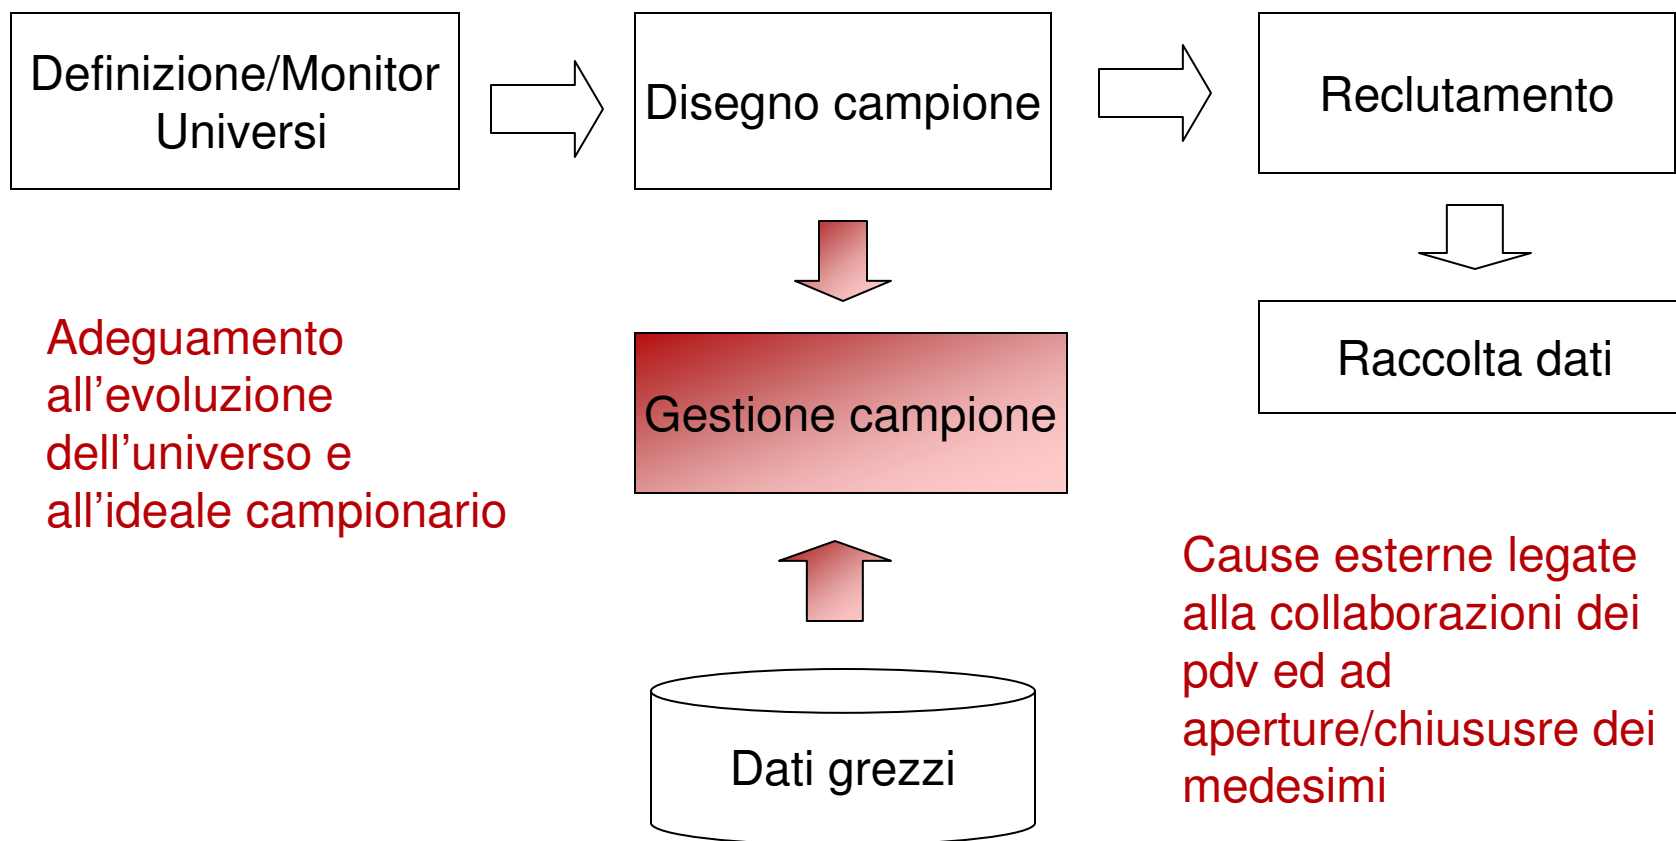 Definizione/Monitor
Universi
Disegno campione
Reclutamento
Raccolta dati
Adeguamento
all’evoluzione
dell’universo e
all’ideale campionario
Gestione campione
Cause esterne legate
alla collaborazioni dei
pdv ed ad
aperture/chiususre dei
medesimi
Dati grezzi